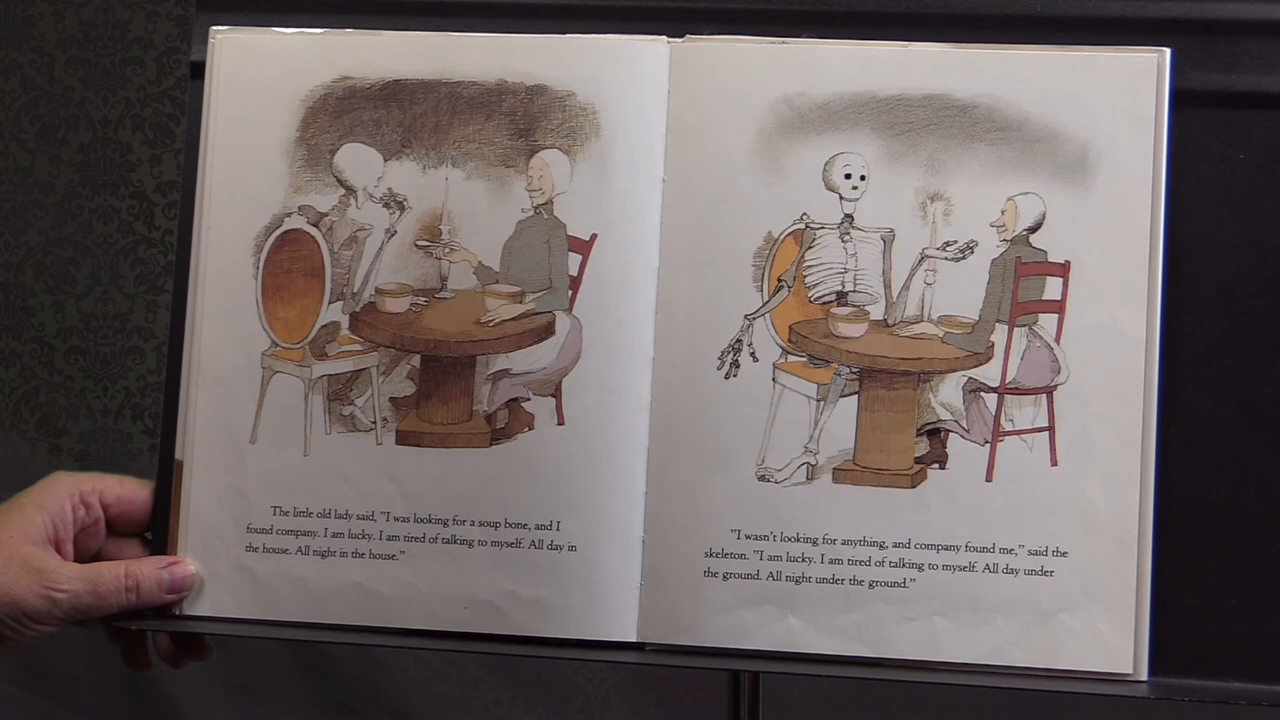 The little old lady said, "I was looking for a soup bone, and I
found company. I am lucky. I am tired of talking to myself. All day in
the house. All night in the house."
"I wasn't looking for anything, and company found me," said the
skeleton. "I am lucky. I am tired of talking to myself. All day under
the ground. All night under the ground."